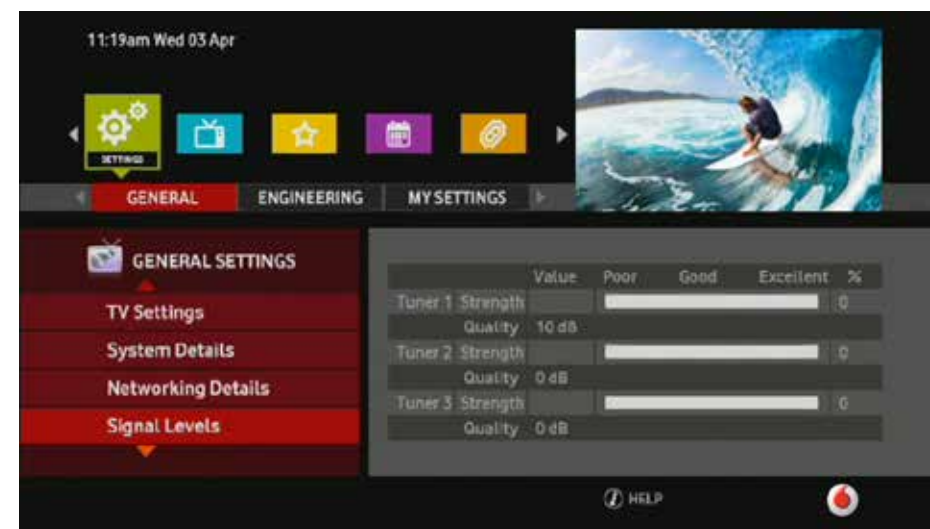 11:19am Wed 03 Apr
SETTINGS
GENERAL ENGINEERING MY SETTINGS
GENERAL SETTINGS
TV Settings
System Details
Networking Details
Signal Levels
Value Poor Good Excellent %
Tuner 1 Strength 0
Quality 10 dB
Tuner 2 Strength 0
Quality 0 dB
Tuner 3 Strength 0
Quality 0 dB
i HELP